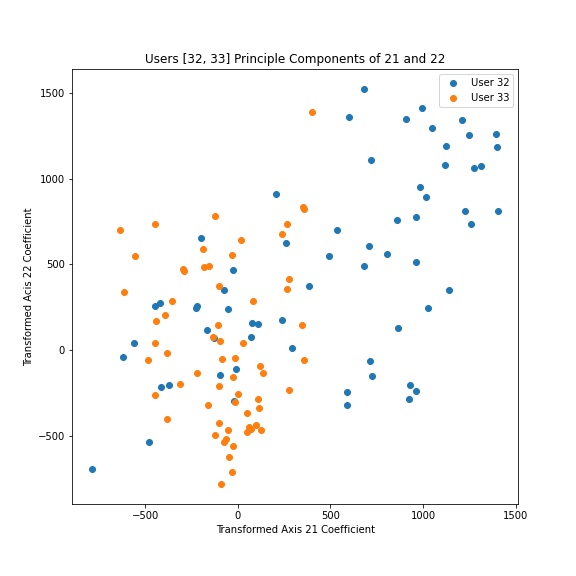 Users [32, 33] Principle Components of 21 and 22
User 32
User 33
1500
1000
500
0
−500
Transformed Acis 22 Coefficient
−500
0
500
1000
1500
Transformed Axis 21 Coefficient